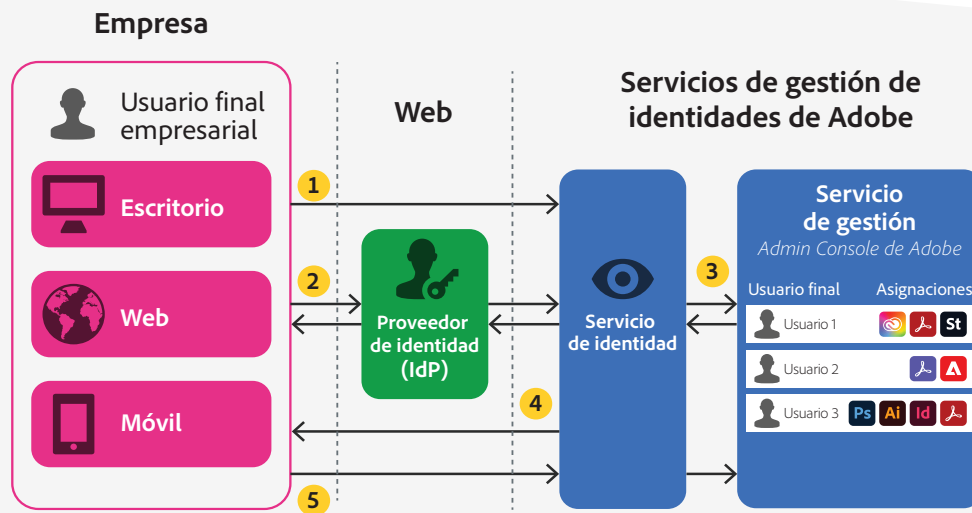 Empresa
Usuario final
empresarial
Escritorio
Web
Móvil
Web
Proveedor
de identidad
(IdP)
Servicios de gestión de
identidades de Adobe
1
2
3
4
5
Servicio
de identidad
Servicio
de gestión
Admin Console de Adobe
Usuario final Asignaciones
Usuario 1 St
Usuario 2
Usuario 3 Ps Ai Id